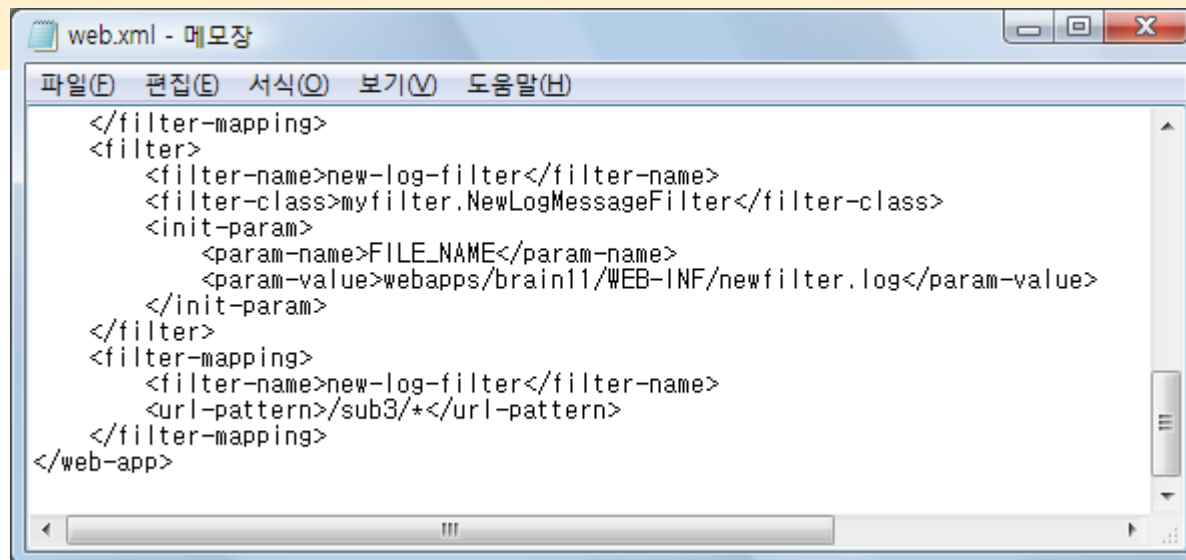 web.xml - 메모장
파일(F) 편집(E) 서식(O) 보기(V) 도움말(H)
</filter-mapping>
<filter>
<filter-name>new-log-filter</filter-name>
<filter-class>myfilter.NewLogMessageFilter</filter-class>
<init-param>
<param-name>FILE_NAME</param-name>
<param-value>webapps/brain11/WEB-INF/newfilter.log</param-value>
</init-param>
</filter>
<filter-mapping>
<filter-name>new-log-filter</filter-name>
<url-pattern>/sub3/*</url-pattern>
</filter-mapping>
</web-app>